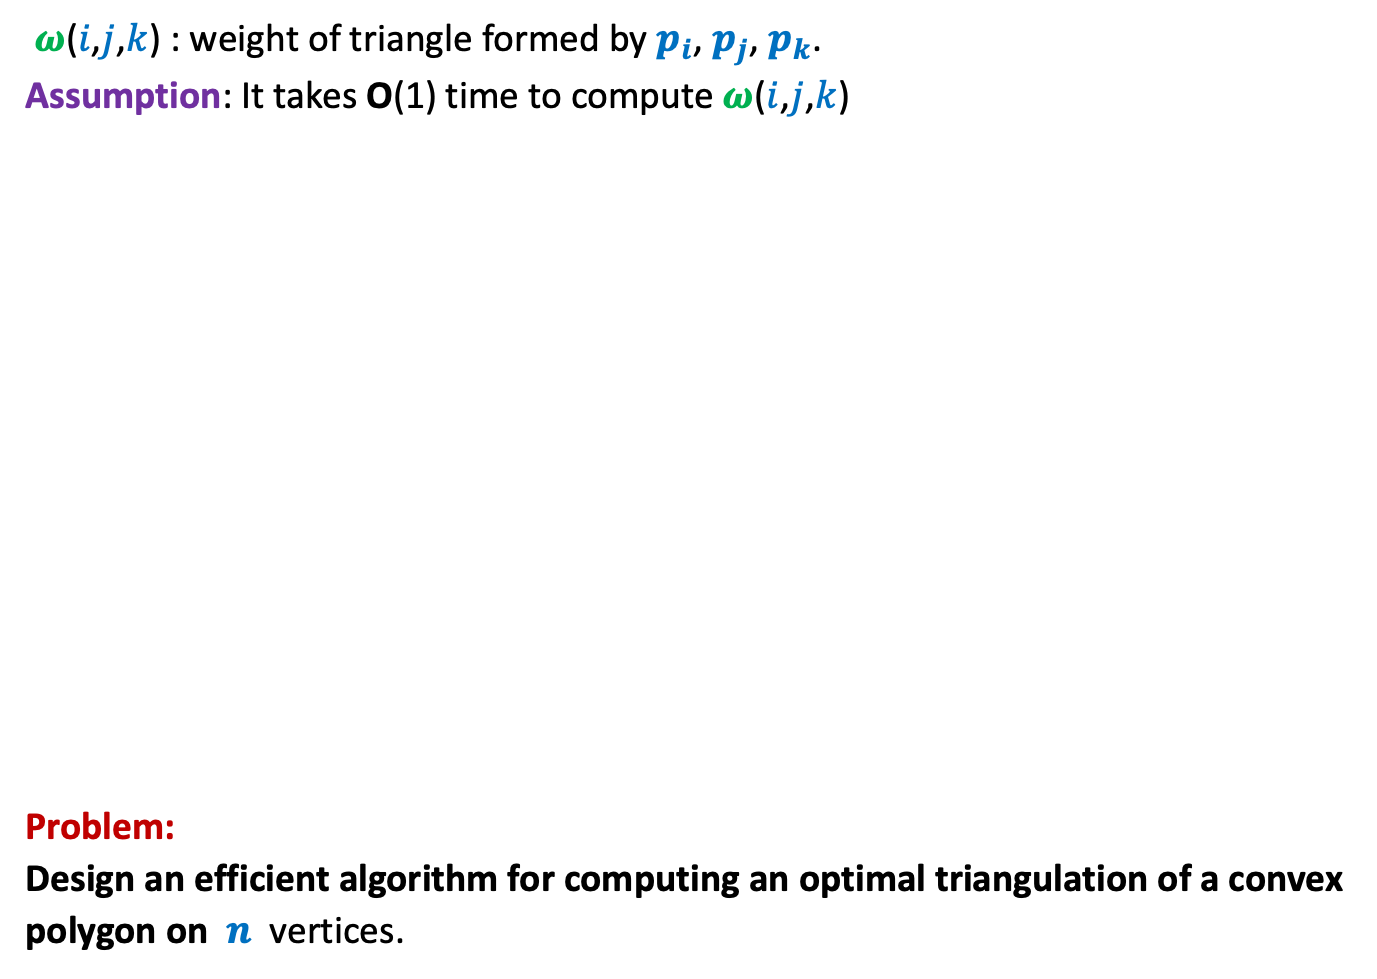 ω(i,j,k) : weight of triangle formed by pᵢ, pⱼ, pₖ.
Assumption: It takes O(1) time to compute ω(i,j,k)
Problem:
Design an efficient algorithm for computing an optimal triangulation of a convex
polygon on n vertices.